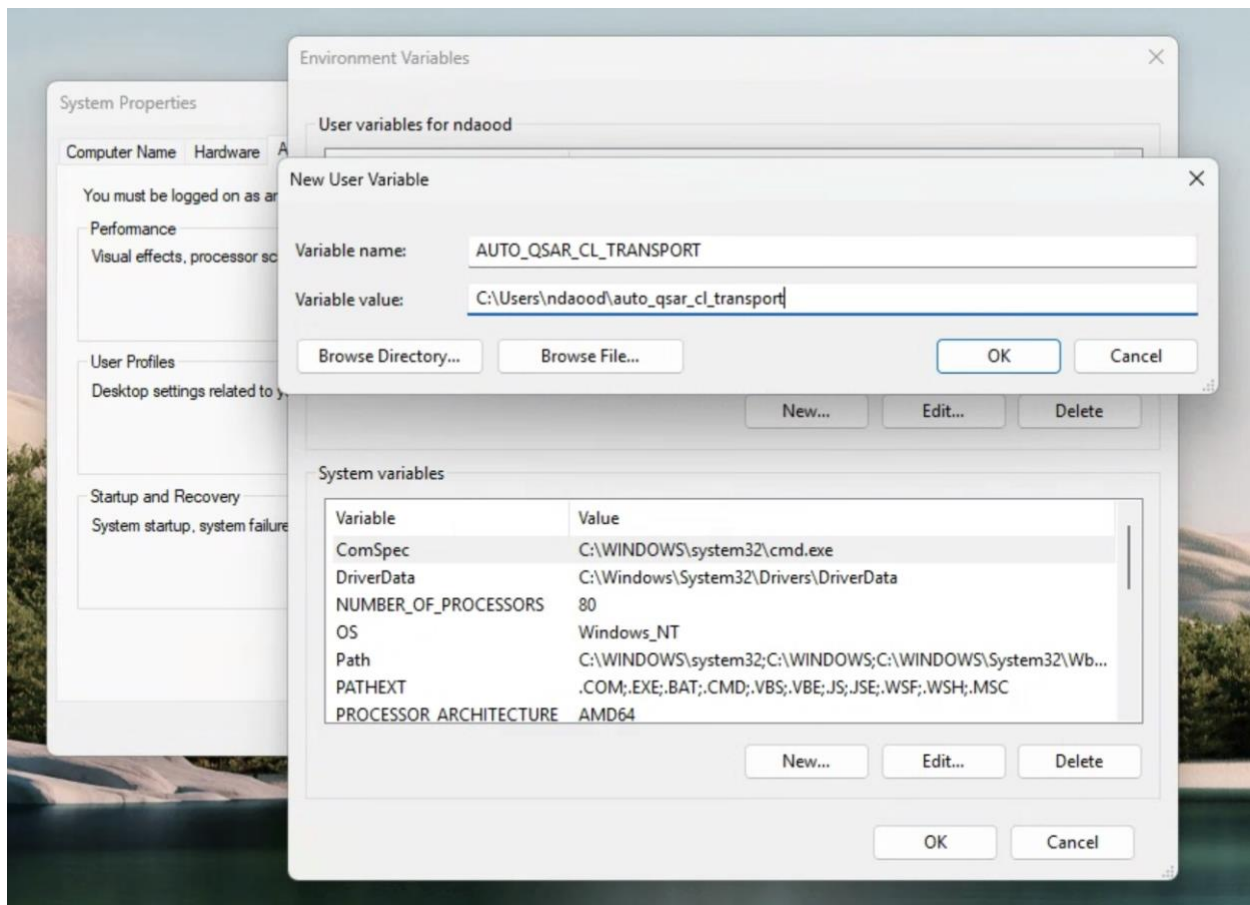 Environment Variables
System Properties
User variables for ndaood
Computer Name Hardware A
New User Variable
You must be logged on as an
Performance
Visual effects, processor sc
Variable name: AUTO_QSAR_CL_TRANSPORT
Variable value: C:\Users\ndaood\auto_qsar_cl_transport
Browse Directory... Browse File... OK Cancel
User Profiles
Desktop settings related to y
New... Edit... Delete
System variables
Startup and Recovery
System startup, system failure
Variable Value
ComSpec C:\WINDOWS\system32\cmd.exe
DriverData C:\Windows\System32\Drivers\DriverData
NUMBER_OF_PROCESSORS 80
OS Windows_NT
Path C:\WINDOWS\system32;C:\WINDOWS;C:\WINDOWS\System32\Wb...
PATHEXT .COM;.EXE;.BAT;.CMD;.VBS;.VBE;.JS;.JSE;.WSF;.WSH;.MSC
PROCESSOR_ARCHITECTURE AMD64
New... Edit... Delete
OK Cancel